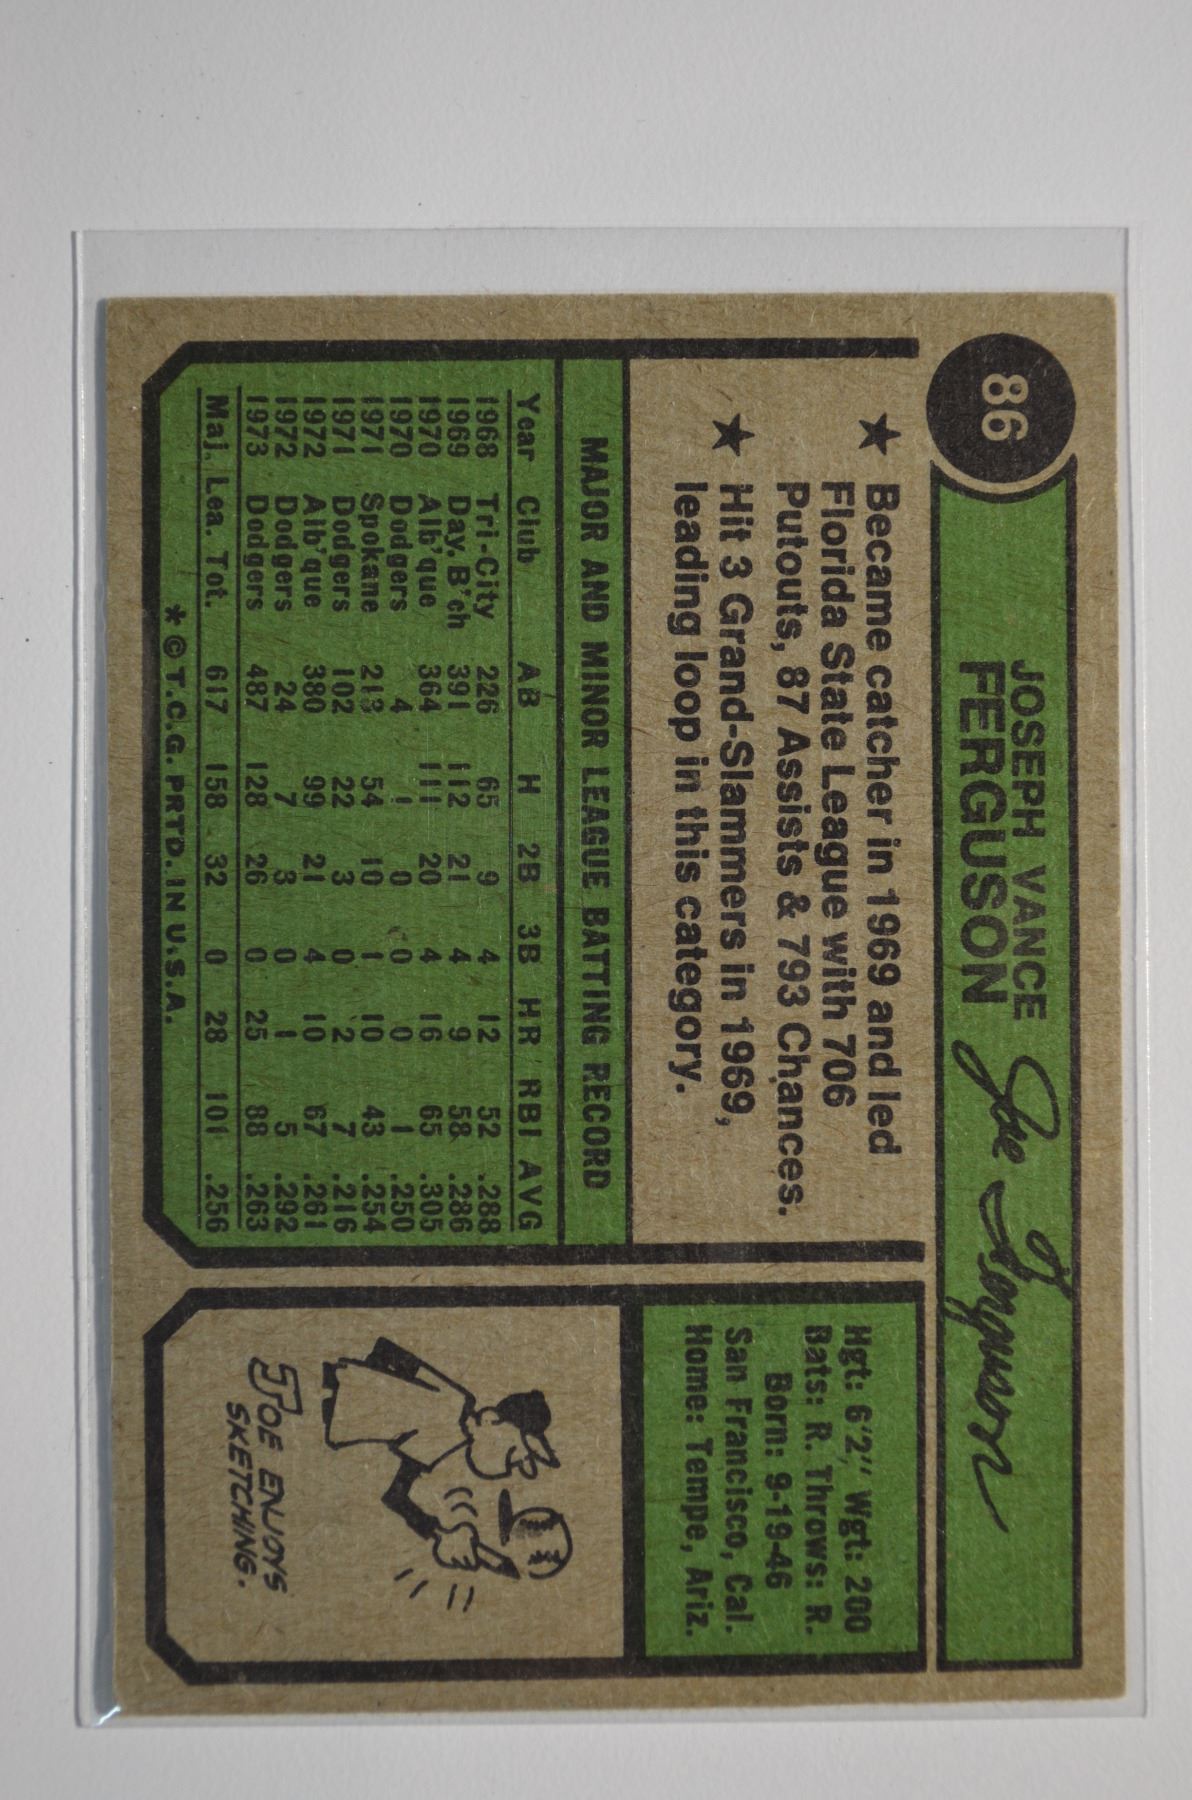 86
JOSEPH VANCE
FERGUSON
Joe Ferguson
★ Became catcher in 1969 and led
Florida State League with 706
Putouts, 87 Assists & 793 Chances.
★ Hit 3 Grand-Slammers in 1969,
leading loop in this category.
Hgt: 6'2" Wgt: 200
Bats: R. Throws: R.
Born: 9-19-46
San Francisco, Cal.
Home: Tempe, Ariz.
MAJOR AND MINOR LEAGUE BATTING RECORD
Year Club AB H 2B 3B HR RBI AVG
1968 Tri-City 226 65 9 4 12 52 .288
1969 Day. B'ch 391 112 21 4 9 58 .286
1970 Alb'que 364 111 20 4 16 65 .305
1970 Dodgers 4 1 0 0 0 1 .250
1971 Spokane 213 54 10 1 10 43 .254
1971 Dodgers 102 22 3 0 2 7 .216
1972 Alb'que 380 99 21 4 10 67 .261
1972 Dodgers 24 7 3 0 1 5 .292
1973 Dodgers 487 128 26 0 25 88 .263
Maj. Lea. Tot. 617 158 32 0 28 101 .256
* © T.C.G. PRTD. IN U.S.A.
JOE ENJOYS
SKETCHING.